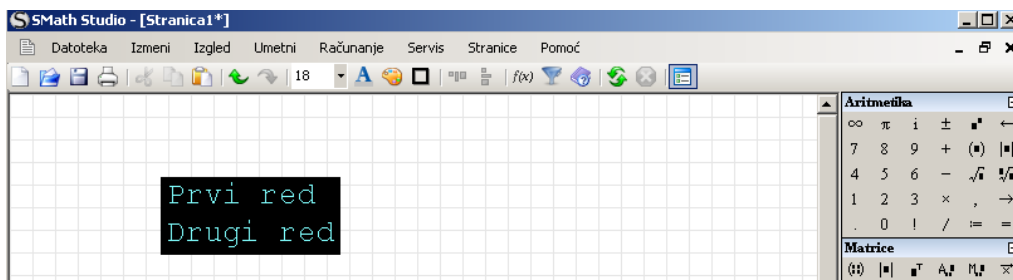 SMath Studio - [Stranica1*]
Datoteka Izmeni Izgled Umetni Računanje Servis Stranice Pomoć
18 A f(x)
Aritmetika
∞ π i ± ←
7 8 9 + (▪) |▪|
4 5 6 − √
1 2 3 × , →
. 0 ! / := =
Prvi red
Drugi red
Matrice